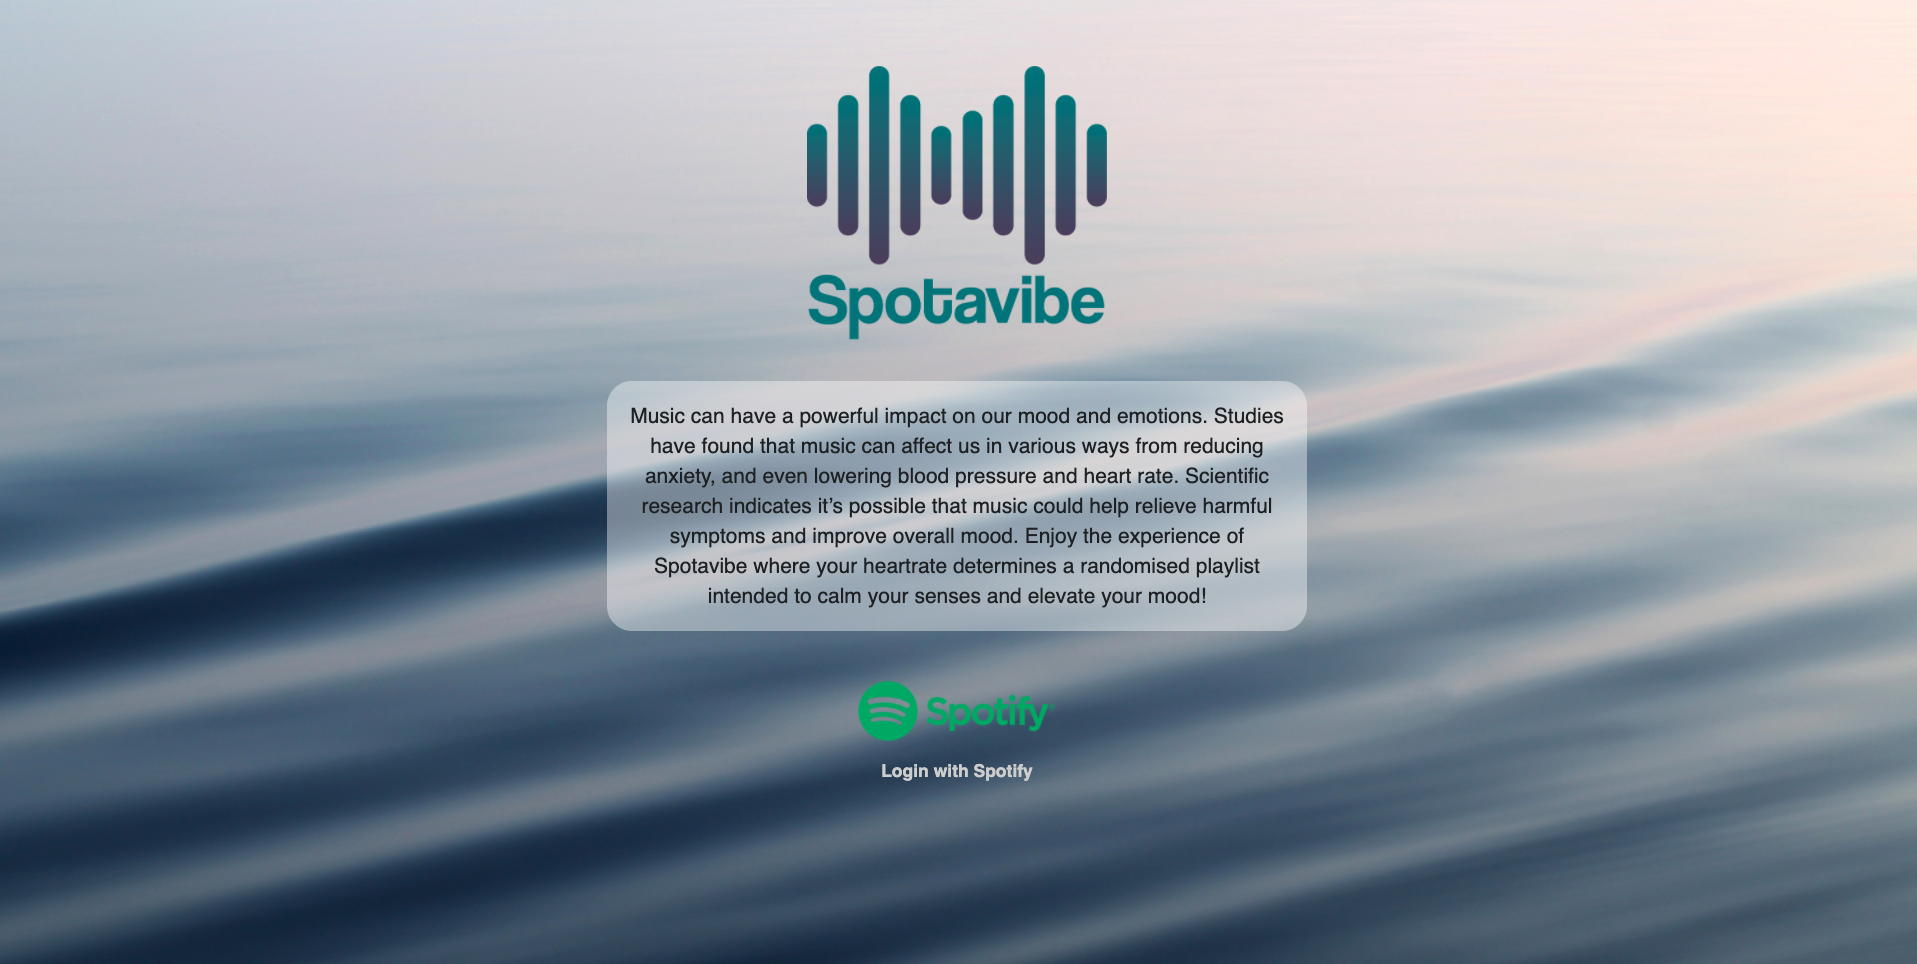 Spotavibe
Music can have a powerful impact on our mood and emotions. Studies
have found that music can affect us in various ways from reducing
anxiety, and even lowering blood pressure and heart rate. Scientific
research indicates it’s possible that music could help relieve harmful
symptoms and improve overall mood. Enjoy the experience of
Spotavibe where your heartrate determines a randomised playlist
intended to calm your senses and elevate your mood!
Spotify
Login with Spotify